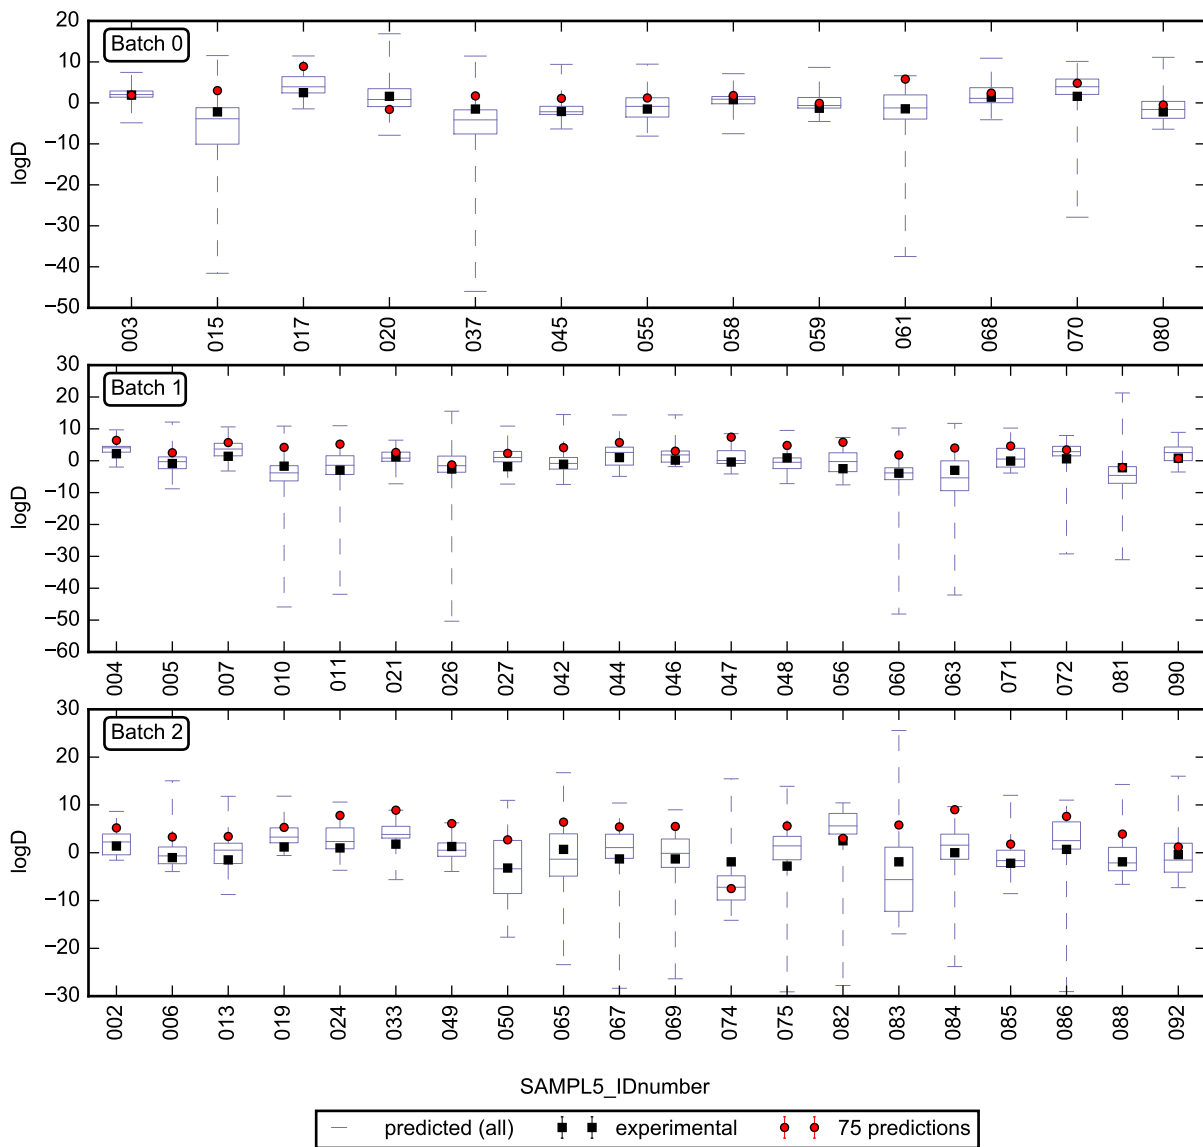 20
Batch 0
10
0
−10
−20
−30
−40
−50
logD
003 015 017 020 037 045 055 058 059 061 068 070 080
30
Batch 1
20
10
0
−10
−20
−30
−40
−50
−60
logD
004 005 007 010 011 021 026 027 042 044 046 047 048 056 060 063 071 072 081 090
30
Batch 2
20
10
0
−10
−20
−30
logD
002 006 013 019 024 033 049 050 065 067 069 074 075 082 083 084 085 086 088 092
SAMPL5_IDnumber
predicted (all) experimental 75 predictions